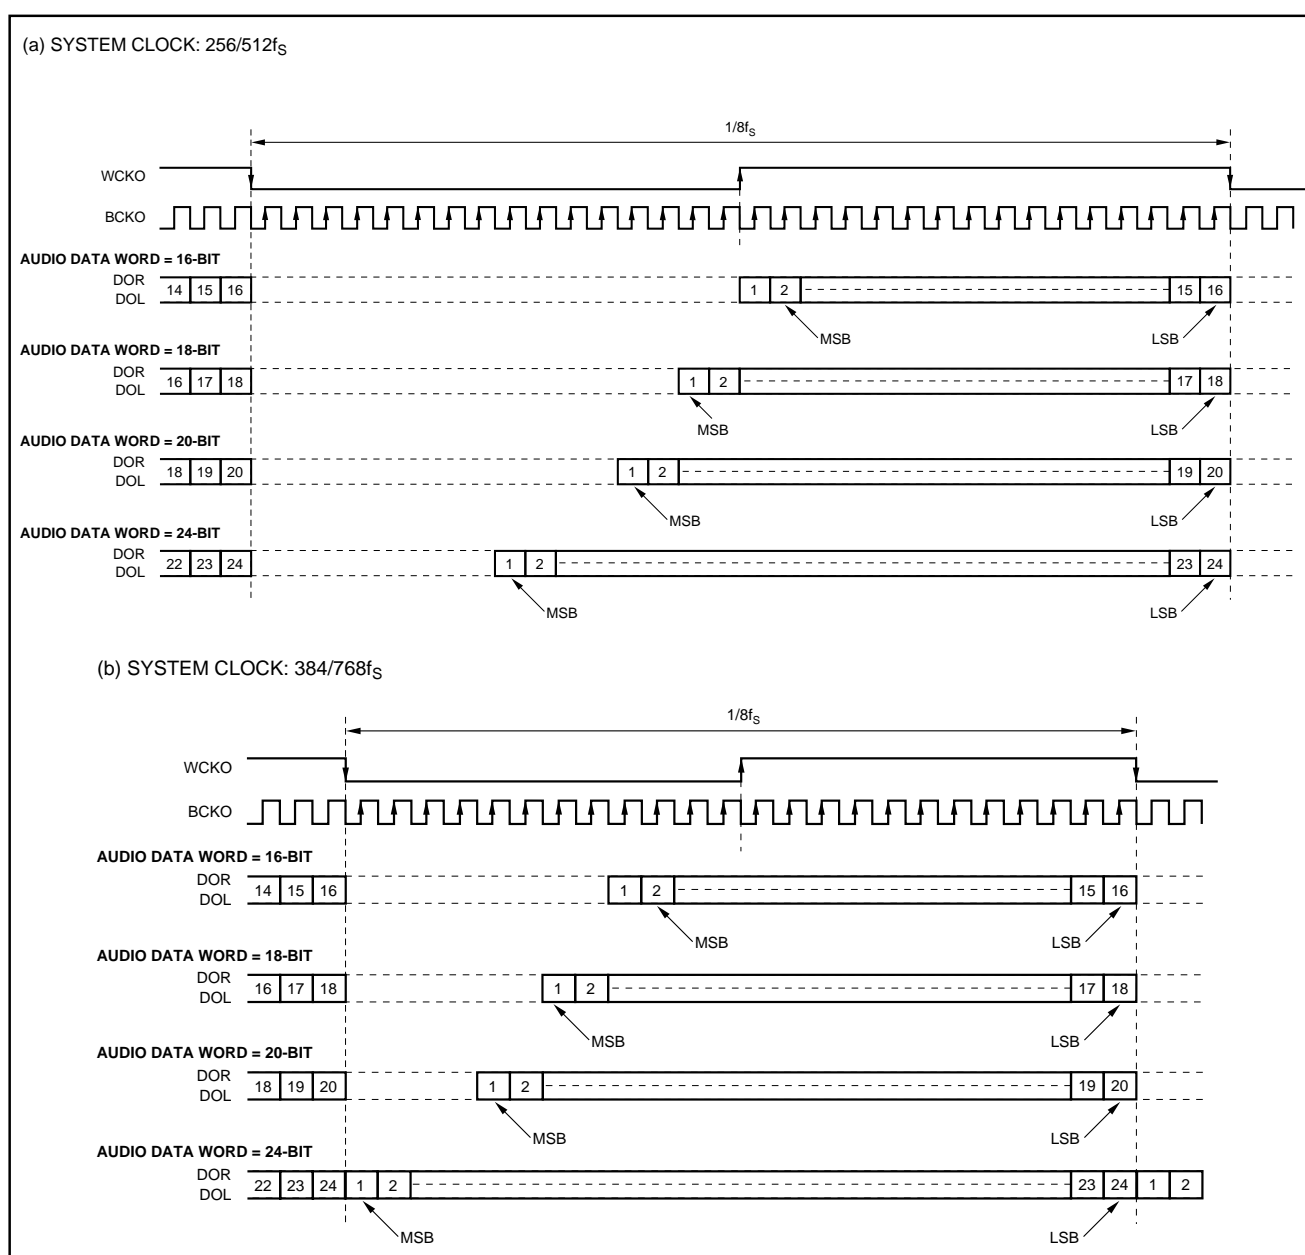 (a) SYSTEM CLOCK: 256/512fS
1/8fS
WCKO
BCKO
AUDIO DATA WORD = 16-BIT
DOR
DOL
14 15 16 1 2 15 16
MSB LSB
AUDIO DATA WORD = 18-BIT
DOR
DOL
16 17 18 1 2 17 18
MSB LSB
AUDIO DATA WORD = 20-BIT
DOR
DOL
18 19 20 1 2 19 20
MSB LSB
AUDIO DATA WORD = 24-BIT
DOR
DOL
22 23 24 1 2 23 24
MSB LSB
(b) SYSTEM CLOCK: 384/768fS
1/8fS
WCKO
BCKO
AUDIO DATA WORD = 16-BIT
DOR
DOL
14 15 16 1 2 15 16
MSB LSB
AUDIO DATA WORD = 18-BIT
DOR
DOL
16 17 18 1 2 17 18
MSB LSB
AUDIO DATA WORD = 20-BIT
DOR
DOL
18 19 20 1 2 19 20
MSB LSB
AUDIO DATA WORD = 24-BIT
DOR
DOL
22 23 24 1 2 23 24 1 2
MSB LSB